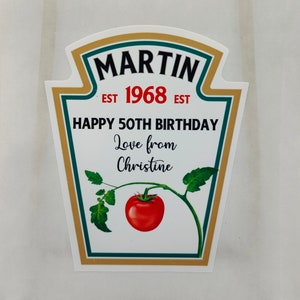 MARTIN
EST 1968 EST
HAPPY 50TH BIRTHDAY
Love from
Christine